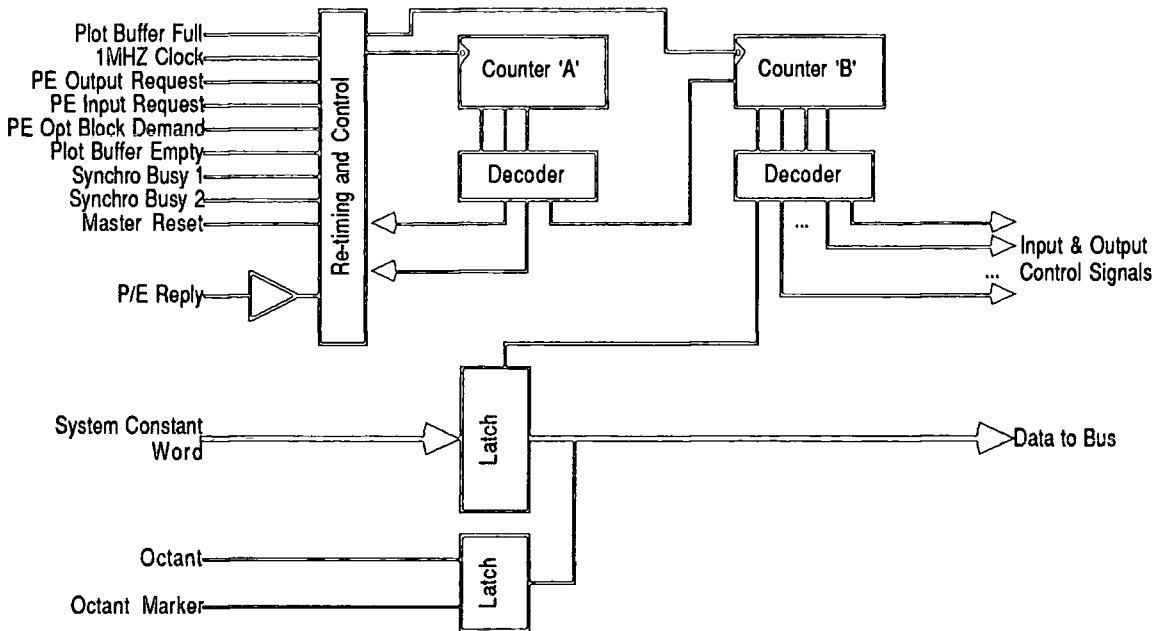 Plot Buffer Full
1MHZ Clock
PE Output Request
PE Input Request
PE Opt Block Demand
Plot Buffer Empty
Synchro Busy 1
Synchro Busy 2
Master Reset
P/E Reply
Re-timing and Control
Counter 'A'
Decoder
Counter 'B'
Decoder
...
Input & Output
... Control Signals
System Constant
Word
Latch
Data to Bus
Octant
Octant Marker
Latch